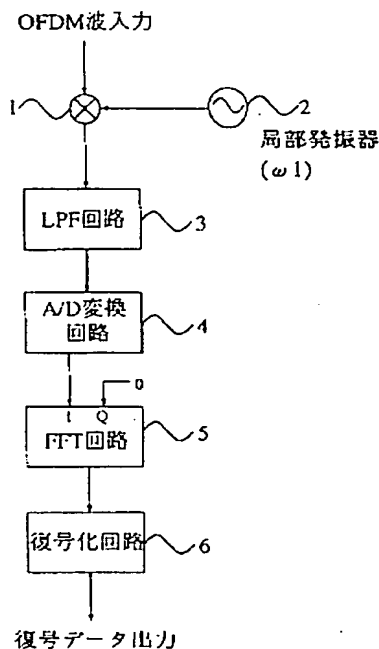 OFDM波入力
1
2
局部発振器
(ω1)
LPF回路
3
A/D変換
回路
4
0
I Q
FFT回路
5
復号化回路
6
復号データ出力